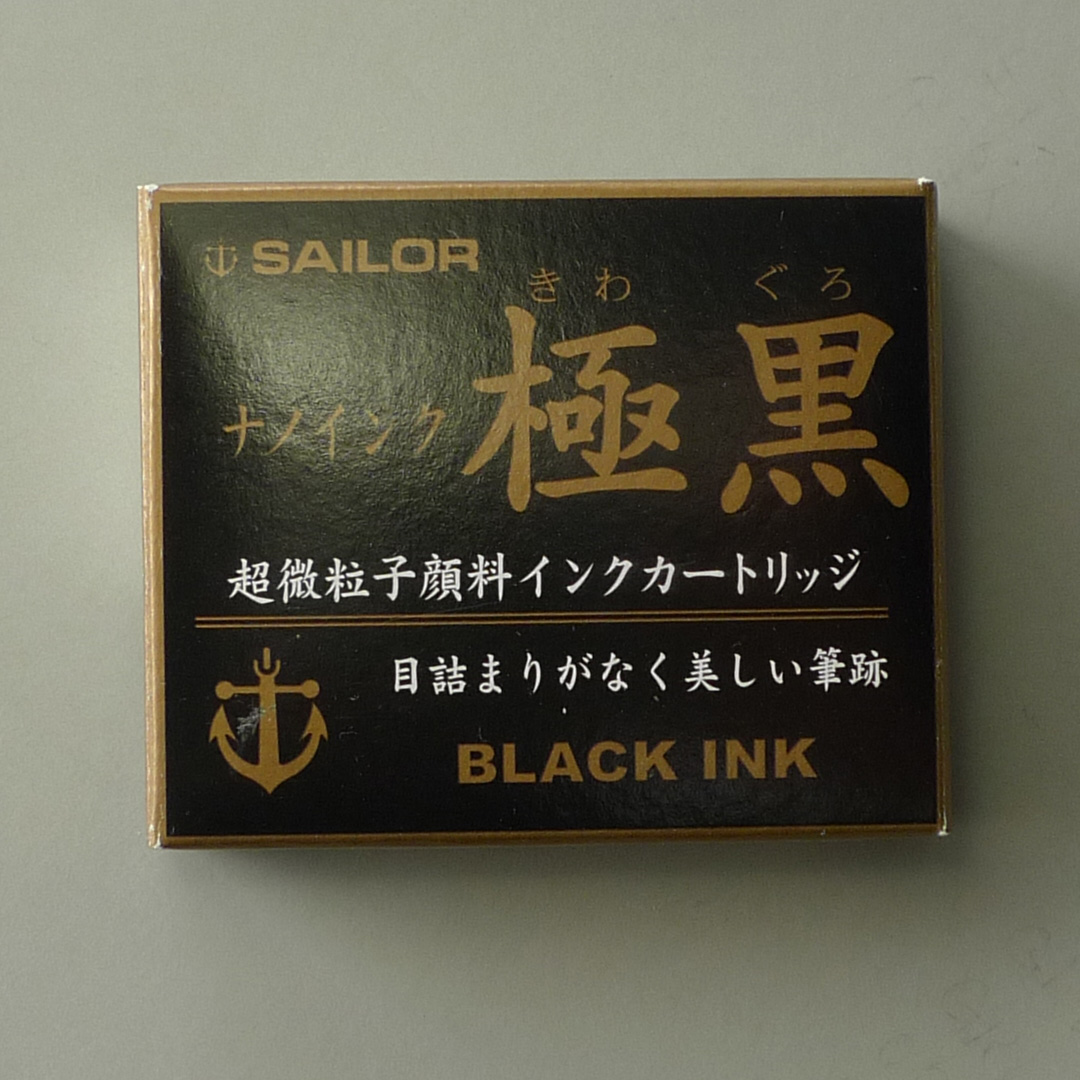 SAILOR
きわ ぐろ
ナノインク 極黒
超微粒子顔料インクカートリッジ
目詰まりがなく美しい筆跡
BLACK INK